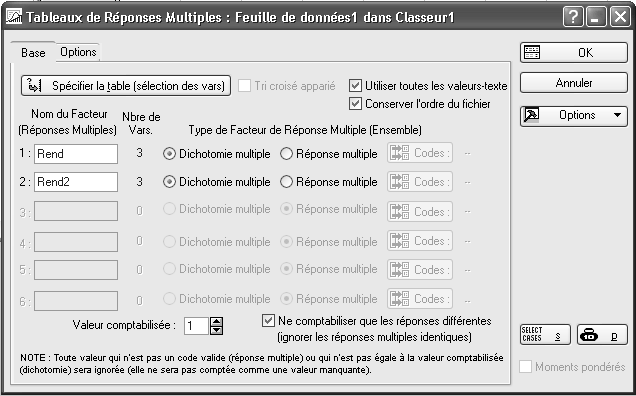 Tableaux de Réponses Multiples : Feuille de données1 dans Classeur1
Base Options
Spécifier la table (sélection des vars) Tri croisé apparié Utiliser toutes les valeurs-texte
Conserver l'ordre du fichier
Nom du Facteur Nbre de
(Réponses Multiples) Vars. Type de Facteur de Réponse Multiple (Ensemble)
1 : Rend 3 Dichotomie multiple Réponse multiple Codes : --
2 : Rend2 3 Dichotomie multiple Réponse multiple Codes : --
3 : 0 Dichotomie multiple Réponse multiple Codes : --
4 : 0 Dichotomie multiple Réponse multiple Codes : --
5 : 0 Dichotomie multiple Réponse multiple Codes : --
6 : 0 Dichotomie multiple Réponse multiple Codes : --
Valeur comptabilisée : 1 Ne comptabiliser que les réponses différentes
(ignorer les réponses multiples identiques)
NOTE : Toute valeur qui n'est pas un code valide (réponse multiple) ou qui n'est pas égale à la valeur comptabilisée
(dichotomie) sera ignorée (elle ne sera pas comptée comme une valeur manquante).
OK
Annuler
Options
SELECT
CASES S D
Moments pondérés